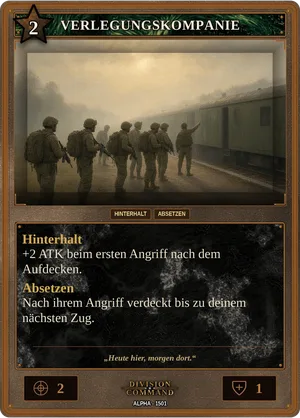 2
VERLEGUNGSKOMPANIE
HINTERHALT ABSETZEN
Hinterhalt
+2 ATK beim ersten Angriff nach dem
Aufdecken.
Absetzen
Nach ihrem Angriff verdeckt bis zu deinem
nächsten Zug.
„Heute hier, morgen dort.“
2
DIVISION
COMMAND
ALPHA · 1501
1